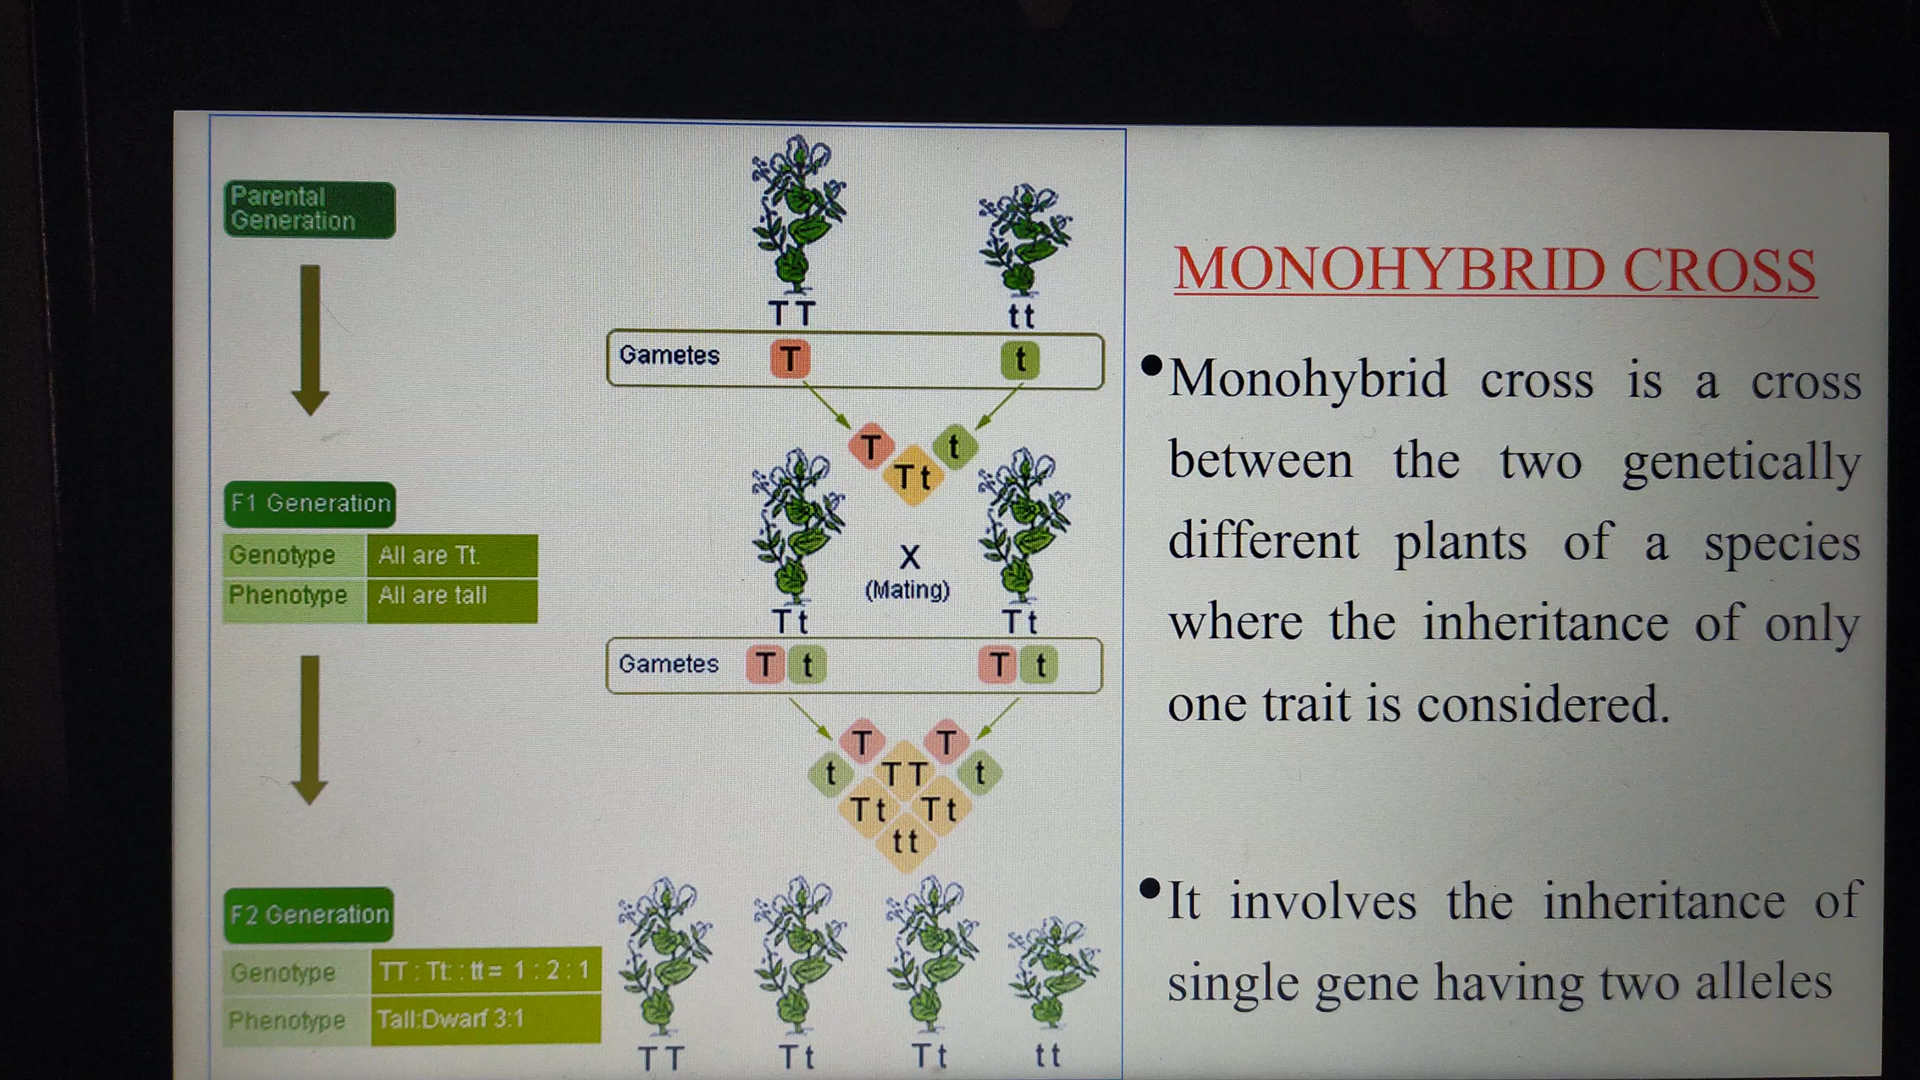 Parental
Generation
TT
tt
Gametes
T
t
T
t
Tt
F1 Generation
Genotype All are Tt.
Phenotype All are tall
X
(Mating)
Tt
Tt
Gametes
T t
T t
T T
t TT t
Tt Tt
tt
F2 Generation
Genotype TT : Tt : : tt = 1 : 2 : 1
Phenotype Tall:Dwarf 3:1
TT Tt Tt tt
MONOHYBRID CROSS
•Monohybrid cross is a cross
between the two genetically
different plants of a species
where the inheritance of only
one trait is considered.
•It involves the inheritance of
single gene having two alleles